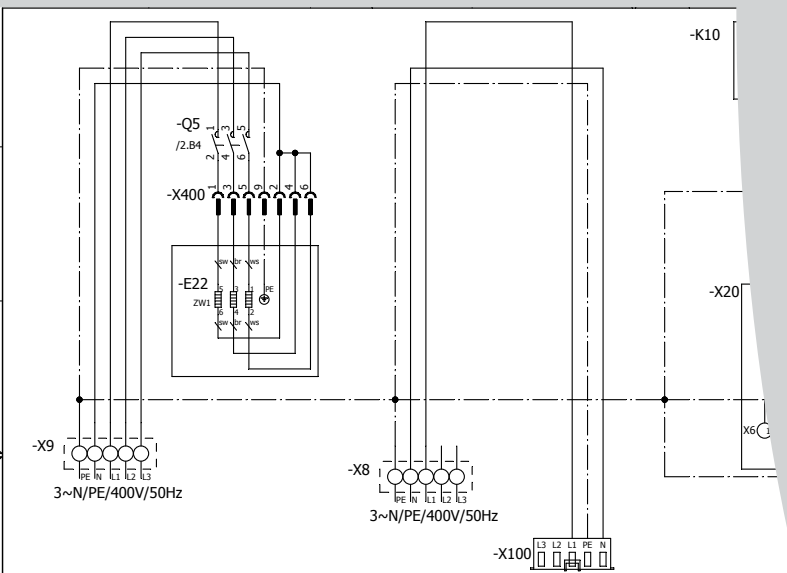 -K10
-Q5
/2.B4
1 3 5
2 4 6
-X400
1 3 5 9 2 4 6
sw br ws
-E22
5 3 1 PE
ZW1
6 4 2
sw br ws
-X20
X6 1
-X9
PE N L1 L2 L3
3~N/PE/400V/50Hz
-X8
PE N L1 L2 L3
3~N/PE/400V/50Hz
-X100
L3 L2 L1 PE N